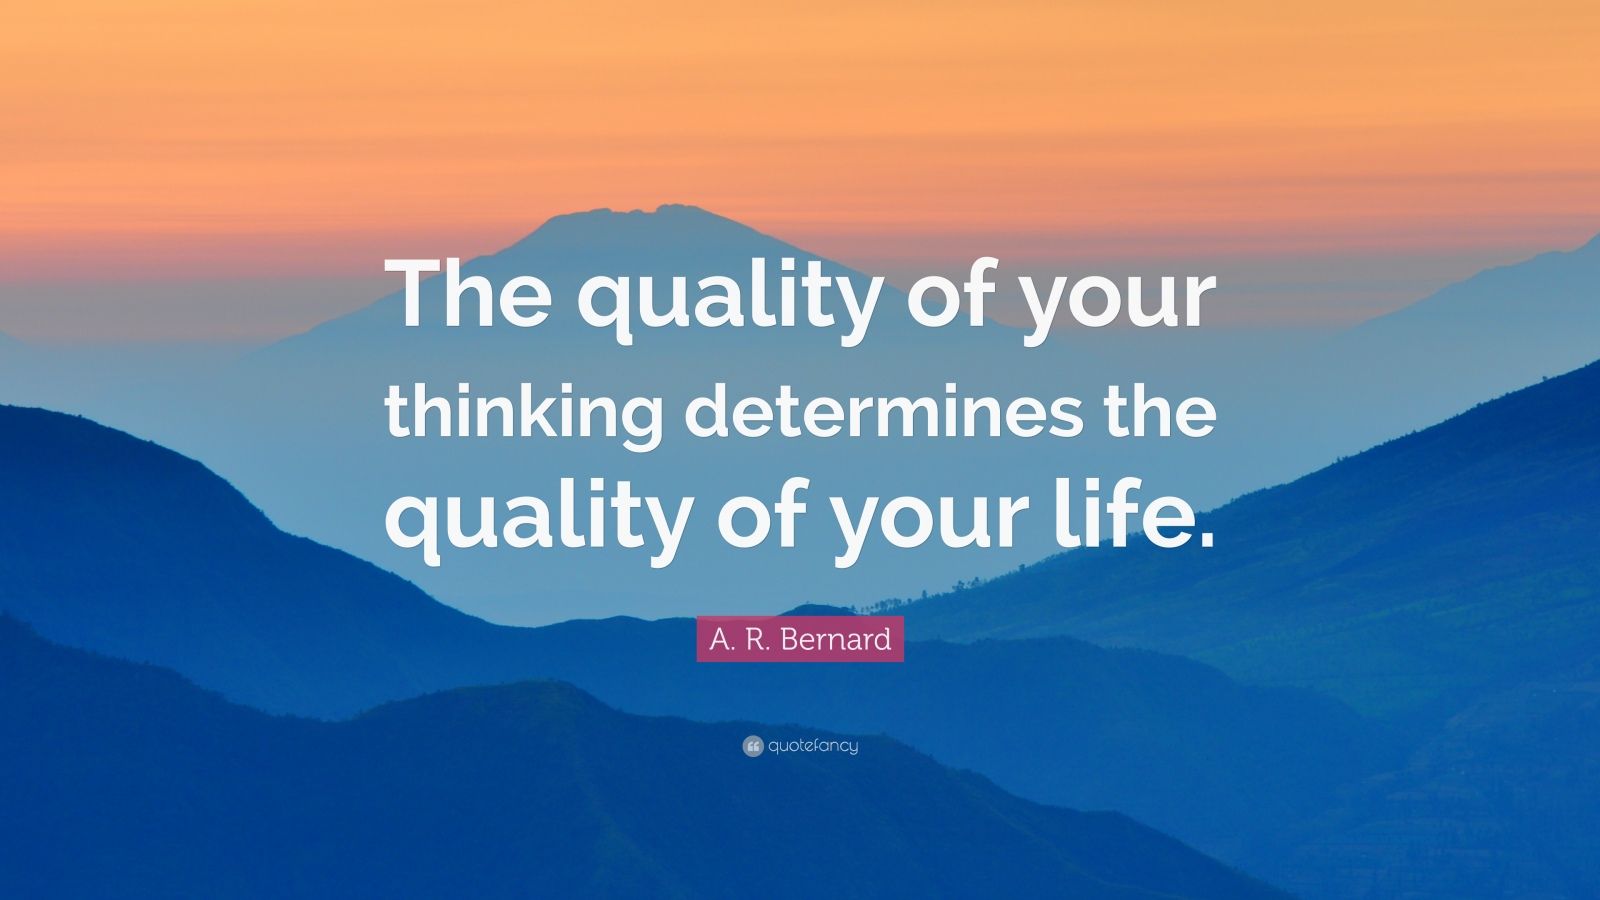 The quality of your
thinking determines the
quality of your life.
A. R. Bernard
quotefancy